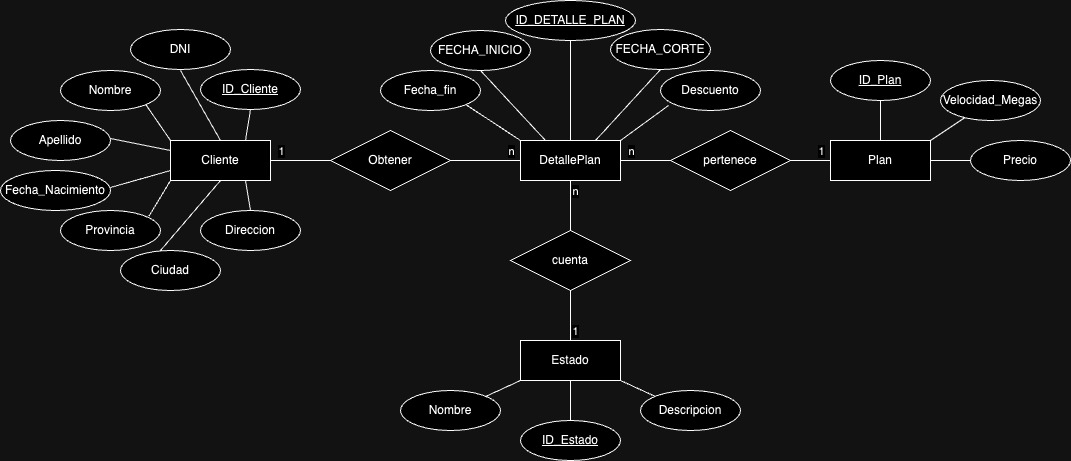 ID_DETALLE_PLAN
DNI
FECHA_INICIO
FECHA_CORTE
Nombre
ID_Cliente
Fecha_fin
Descuento
ID_Plan
Velocidad_Megas
Apellido
Cliente
1
Obtener
n
DetallePlan
n
pertenece
1
Plan
Precio
Fecha_Nacimiento
n
Provincia
Direccion
Ciudad
cuenta
1
Estado
Nombre
Descripcion
ID_Estado